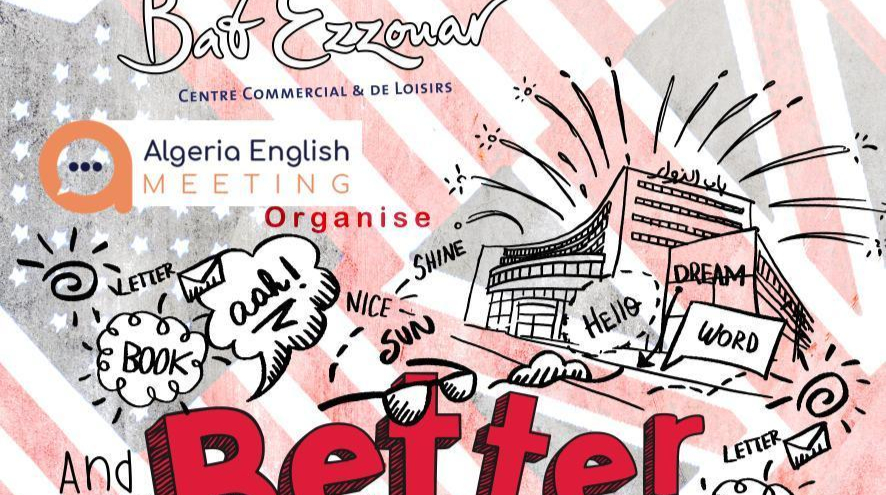 Bab Ezzouar
CENTRE COMMERCIAL & DE LOISIRS
Algeria English
MEETING
Organise
باب الزوار
SHINE
DREAM
LETTER
aah!
NICE
HELLO
SUN
WORD
BOOK
Better
LETTER
And